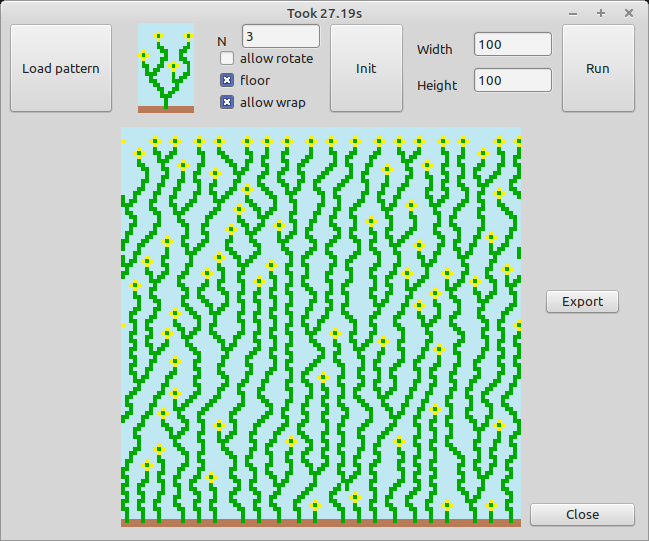 Took 27.19s
Load pattern
N
3
allow rotate
floor
allow wrap
Init
Width
100
Height
100
Run
Export
Close